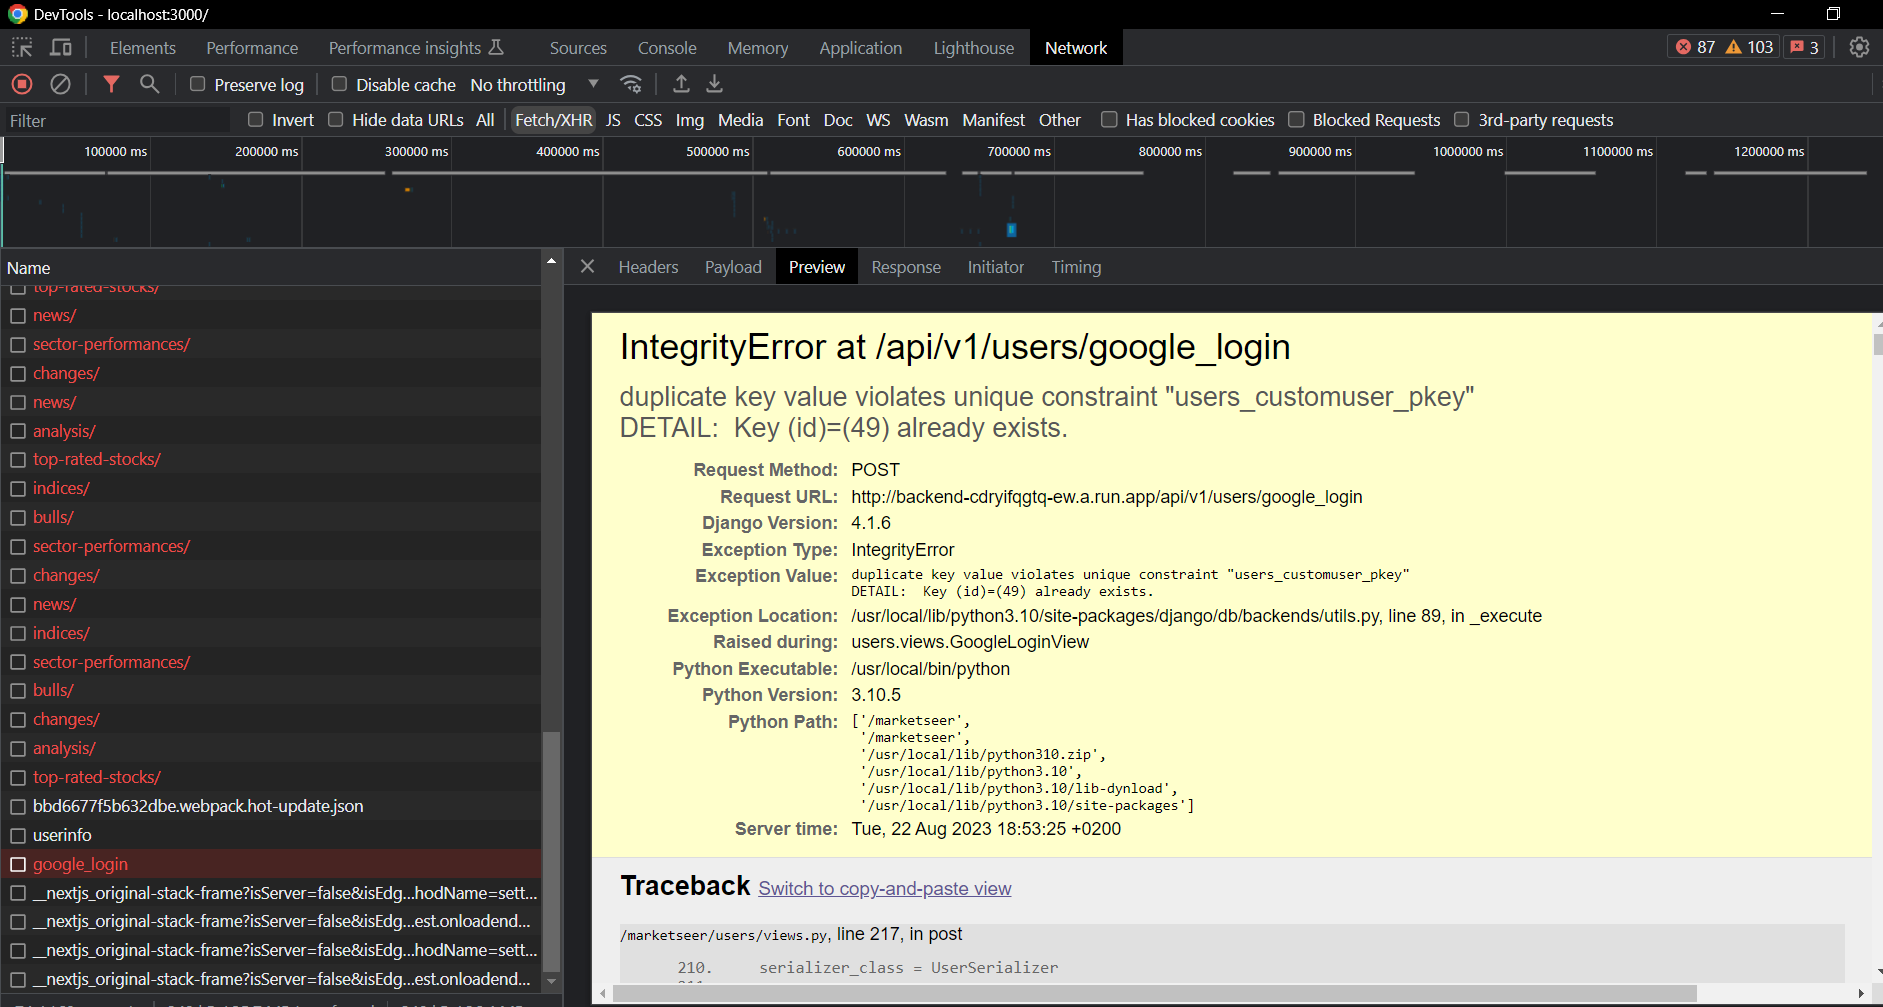 DevTools - localhost:3000/
Elements Performance Performance insights Sources Console Memory Application Lighthouse Network 87 103 3
Preserve log Disable cache No throttling
Filter Invert Hide data URLs All Fetch/XHR JS CSS Img Media Font Doc WS Wasm Manifest Other Has blocked cookies Blocked Requests 3rd-party requests
100000 ms 200000 ms 300000 ms 400000 ms 500000 ms 600000 ms 700000 ms 800000 ms 900000 ms 1000000 ms 1100000 ms 1200000 ms
Name
top-rated-stocks/
news/
sector-performances/
changes/
news/
analysis/
top-rated-stocks/
indices/
bulls/
sector-performances/
changes/
news/
indices/
sector-performances/
bulls/
changes/
analysis/
top-rated-stocks/
bbd6677f5b632dbe.webpack.hot-update.json
userinfo
google_login
__nextjs_original-stack-frame?isServer=false&isEdg...hodName=sett...
__nextjs_original-stack-frame?isServer=false&isEdg...est.onloadend...
__nextjs_original-stack-frame?isServer=false&isEdg...hodName=sett...
__nextjs_original-stack-frame?isServer=false&isEdg...est.onloadend...
Headers Payload Preview Response Initiator Timing
IntegrityError at /api/v1/users/google_login
duplicate key value violates unique constraint "users_customuser_pkey"
DETAIL: Key (id)=(49) already exists.
Request Method: POST
Request URL: http://backend-cdryifqgtq-ew.a.run.app/api/v1/users/google_login
Django Version: 4.1.6
Exception Type: IntegrityError
Exception Value: duplicate key value violates unique constraint "users_customuser_pkey"
DETAIL: Key (id)=(49) already exists.
Exception Location: /usr/local/lib/python3.10/site-packages/django/db/backends/utils.py, line 89, in _execute
Raised during: users.views.GoogleLoginView
Python Executable: /usr/local/bin/python
Python Version: 3.10.5
Python Path: ['/marketseer',
'/marketseer',
'/usr/local/lib/python310.zip',
'/usr/local/lib/python3.10',
'/usr/local/lib/python3.10/lib-dynload',
'/usr/local/lib/python3.10/site-packages']
Server time: Tue, 22 Aug 2023 18:53:25 +0200
Traceback Switch to copy-and-paste view
/marketseer/users/views.py, line 217, in post
210. serializer_class = UserSerializer